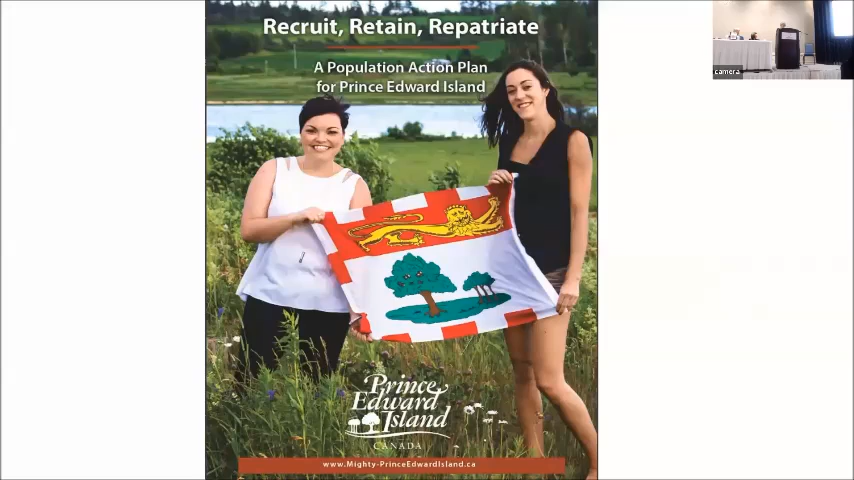 Recruit, Retain, Repatriate
A Population Action Plan
for Prince Edward Island
camera
Prince
Edward
Island
CANADA
www.Mighty-PrinceEdwardIsland.ca